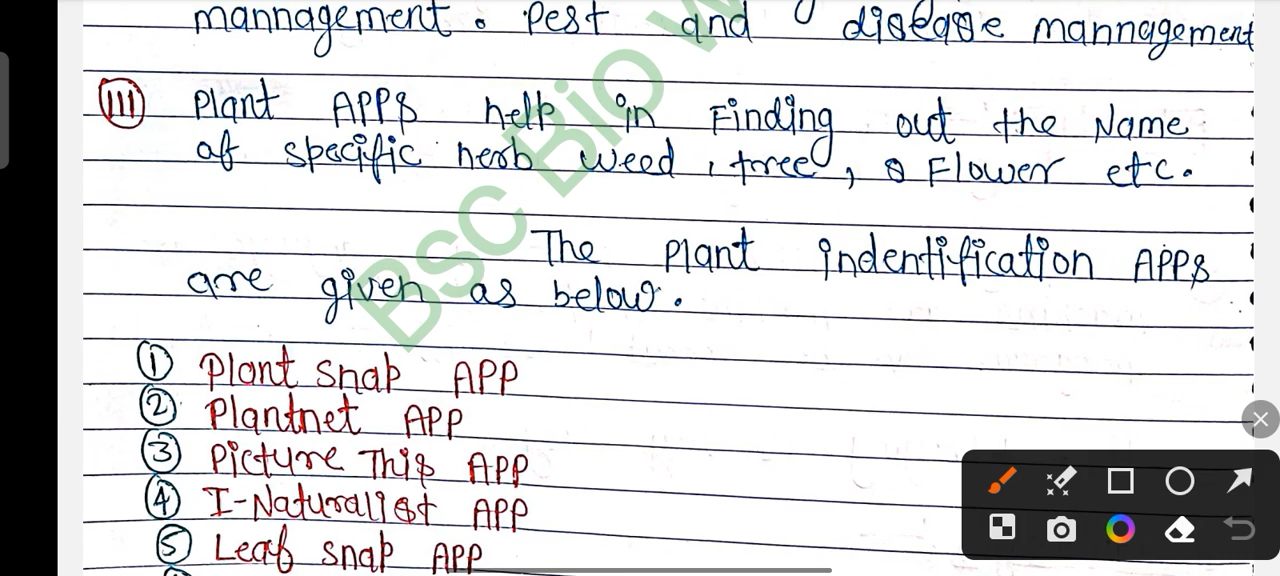 mannagement. Pest and disease mannagement
III Plant APPs help in Finding out the Name
of specific herb weed, tree, & Flower etc.
The Plant indentification APPs
are given as below.
1 Plant snap APP
2 Plantnet APP
3 Picture This APP
4 I-Naturalist APP
5 Leaf snap APP
BSC Bio W